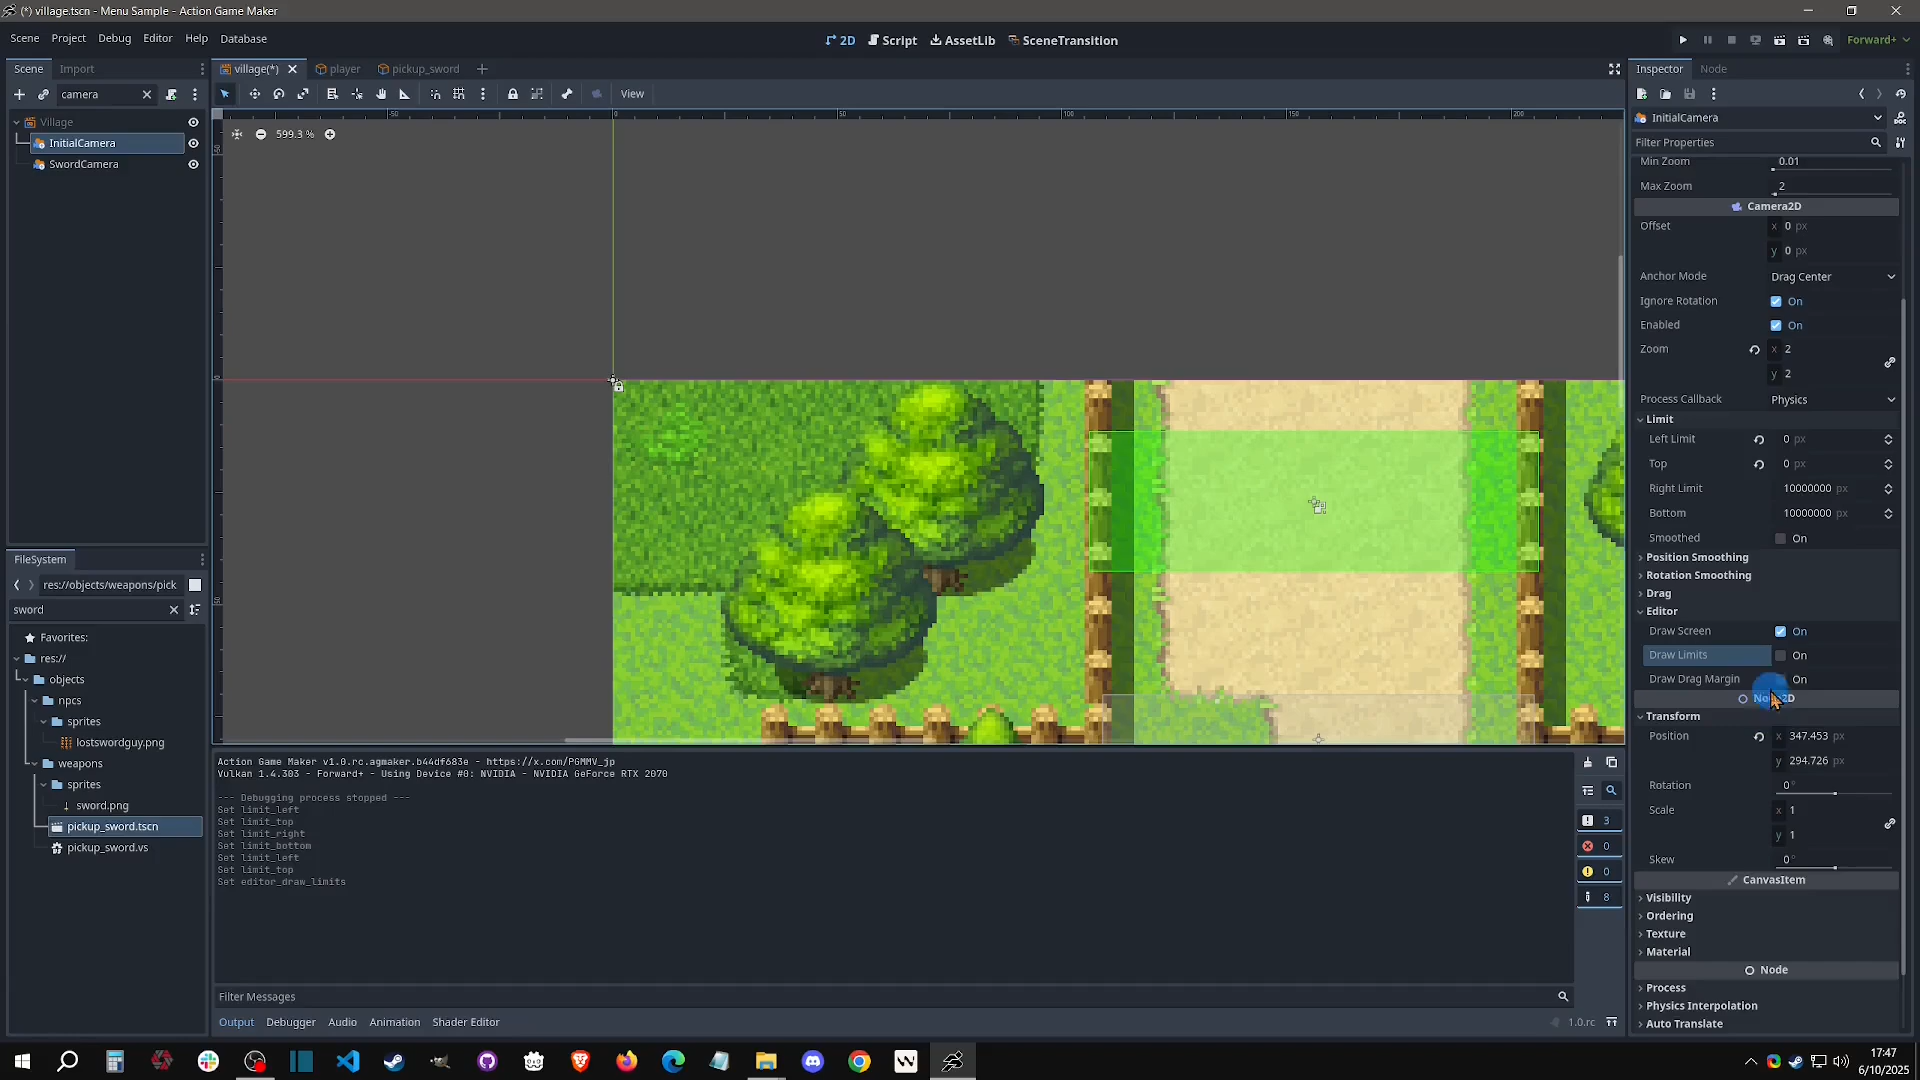 (*) village.tscn - Menu Sample - Action Game Maker
Scene Project Debug Editor Help Database
2D Script AssetLib SceneTransition
Forward+
Scene Import
village(*) player pickup_sword
Inspector Node
camera
View
Village
InitialCamera
SwordCamera
-50 0 50 100 150 200
599.3 %
InitialCamera
Filter Properties
Min Zoom 0.01
Max Zoom 2
Camera2D
Offset x 0 px
y 0 px
Anchor Mode Drag Center
Ignore Rotation On
Enabled On
Zoom x 2
y 2
Process Callback Physics
Limit
Left Limit 0 px
Top 0 px
Right Limit 10000000 px
Bottom 10000000 px
Smoothed On
Position Smoothing
Rotation Smoothing
Drag
Editor
Draw Screen On
Draw Limits On
Draw Drag Margin On
Transform
Position x 347.453 px
y 294.726 px
Rotation 0°
Scale x 1
y 1
Skew 0°
CanvasItem
Visibility
Ordering
Texture
Material
Node
Process
Physics Interpolation
Auto Translate
FileSystem
res://objects/weapons/pick
sword
Favorites:
res://
objects
npcs
sprites
lostswordguy.png
weapons
sprites
sword.png
pickup_sword.tscn
pickup_sword.vs
Action Game Maker v1.0.rc.agmaker.b44df683e - https://x.com/PGMMV_jp
Vulkan 1.4.303 - Forward+ - Using Device #0: NVIDIA - NVIDIA GeForce RTX 2070
--- Debugging process stopped ---
Set limit_left
Set limit_top
Set limit_right
Set limit_bottom
Set limit_left
Set limit_top
Set editor_draw_limits
3
0
0
8
Filter Messages
Output Debugger Audio Animation Shader Editor
1.0.rc
17:47
6/10/2025